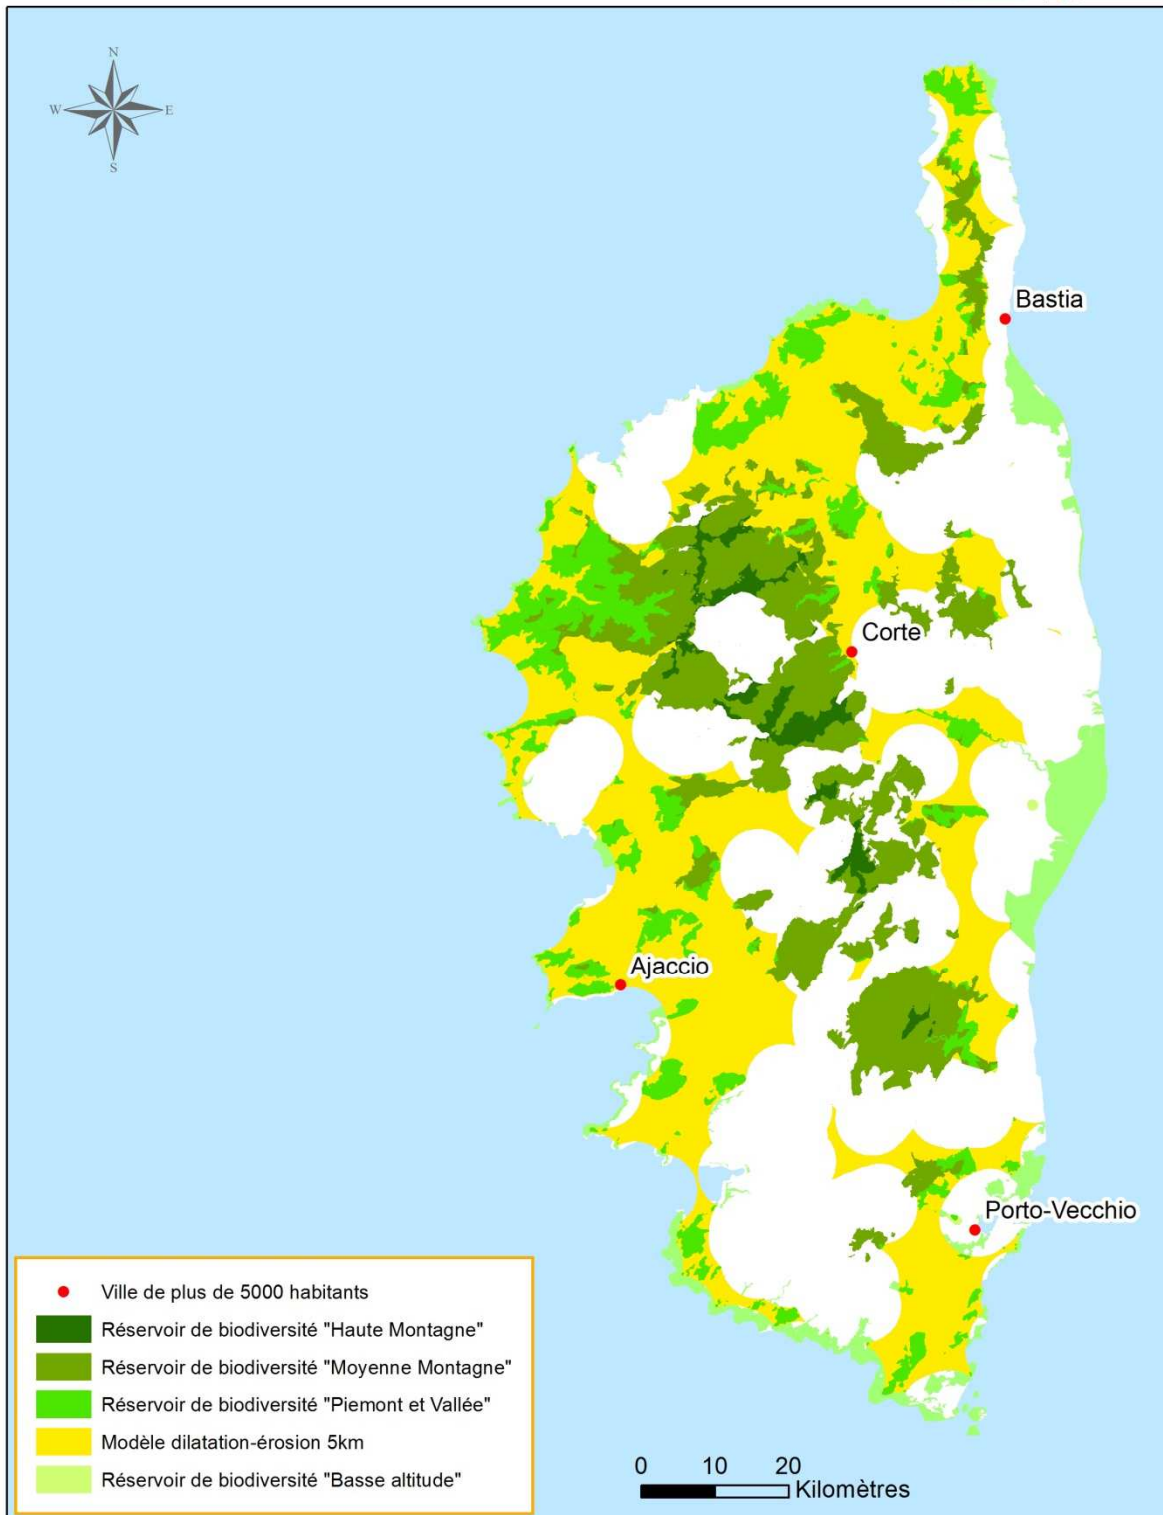 N
W E
S
Bastia
Corte
Ajaccio
Porto-Vecchio
Ville de plus de 5000 habitants
Réservoir de biodiversité "Haute Montagne"
Réservoir de biodiversité "Moyenne Montagne"
Réservoir de biodiversité "Piemont et Vallée"
Modèle dilatation-érosion 5km
Réservoir de biodiversité "Basse altitude"
0 10 20
Kilomètres